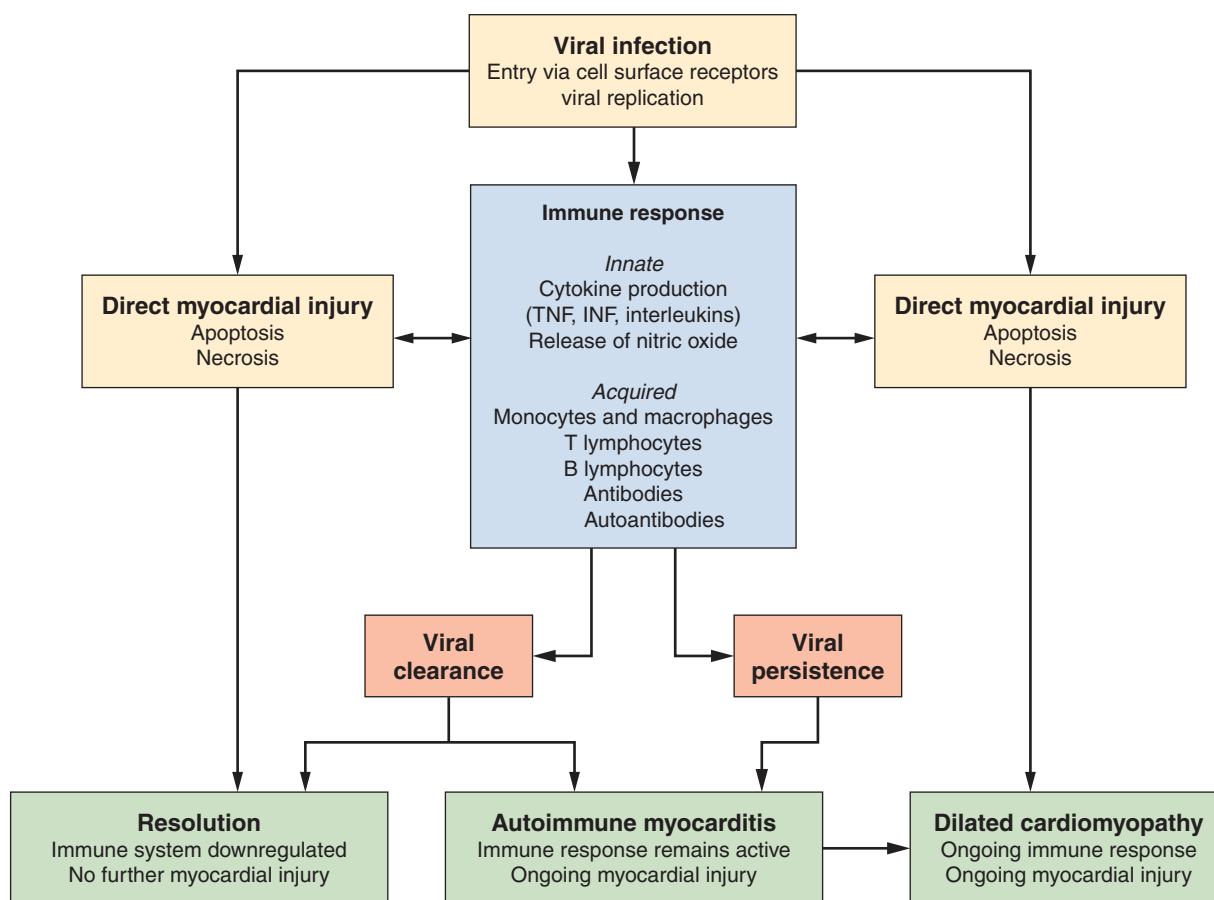 Viral infection
Entry via cell surface receptors
viral replication
Immune response
Innate
Cytokine production
(TNF, INF, interleukins)
Release of nitric oxide
Acquired
Monocytes and macrophages
T lymphocytes
B lymphocytes
Antibodies
Autoantibodies
Direct myocardial injury
Apoptosis
Necrosis
Direct myocardial injury
Apoptosis
Necrosis
Viral
clearance
Viral
persistence
Resolution
Immune system downregulated
No further myocardial injury
Autoimmune myocarditis
Immune response remains active
Ongoing myocardial injury
Dilated cardiomyopathy
Ongoing immune response
Ongoing myocardial injury